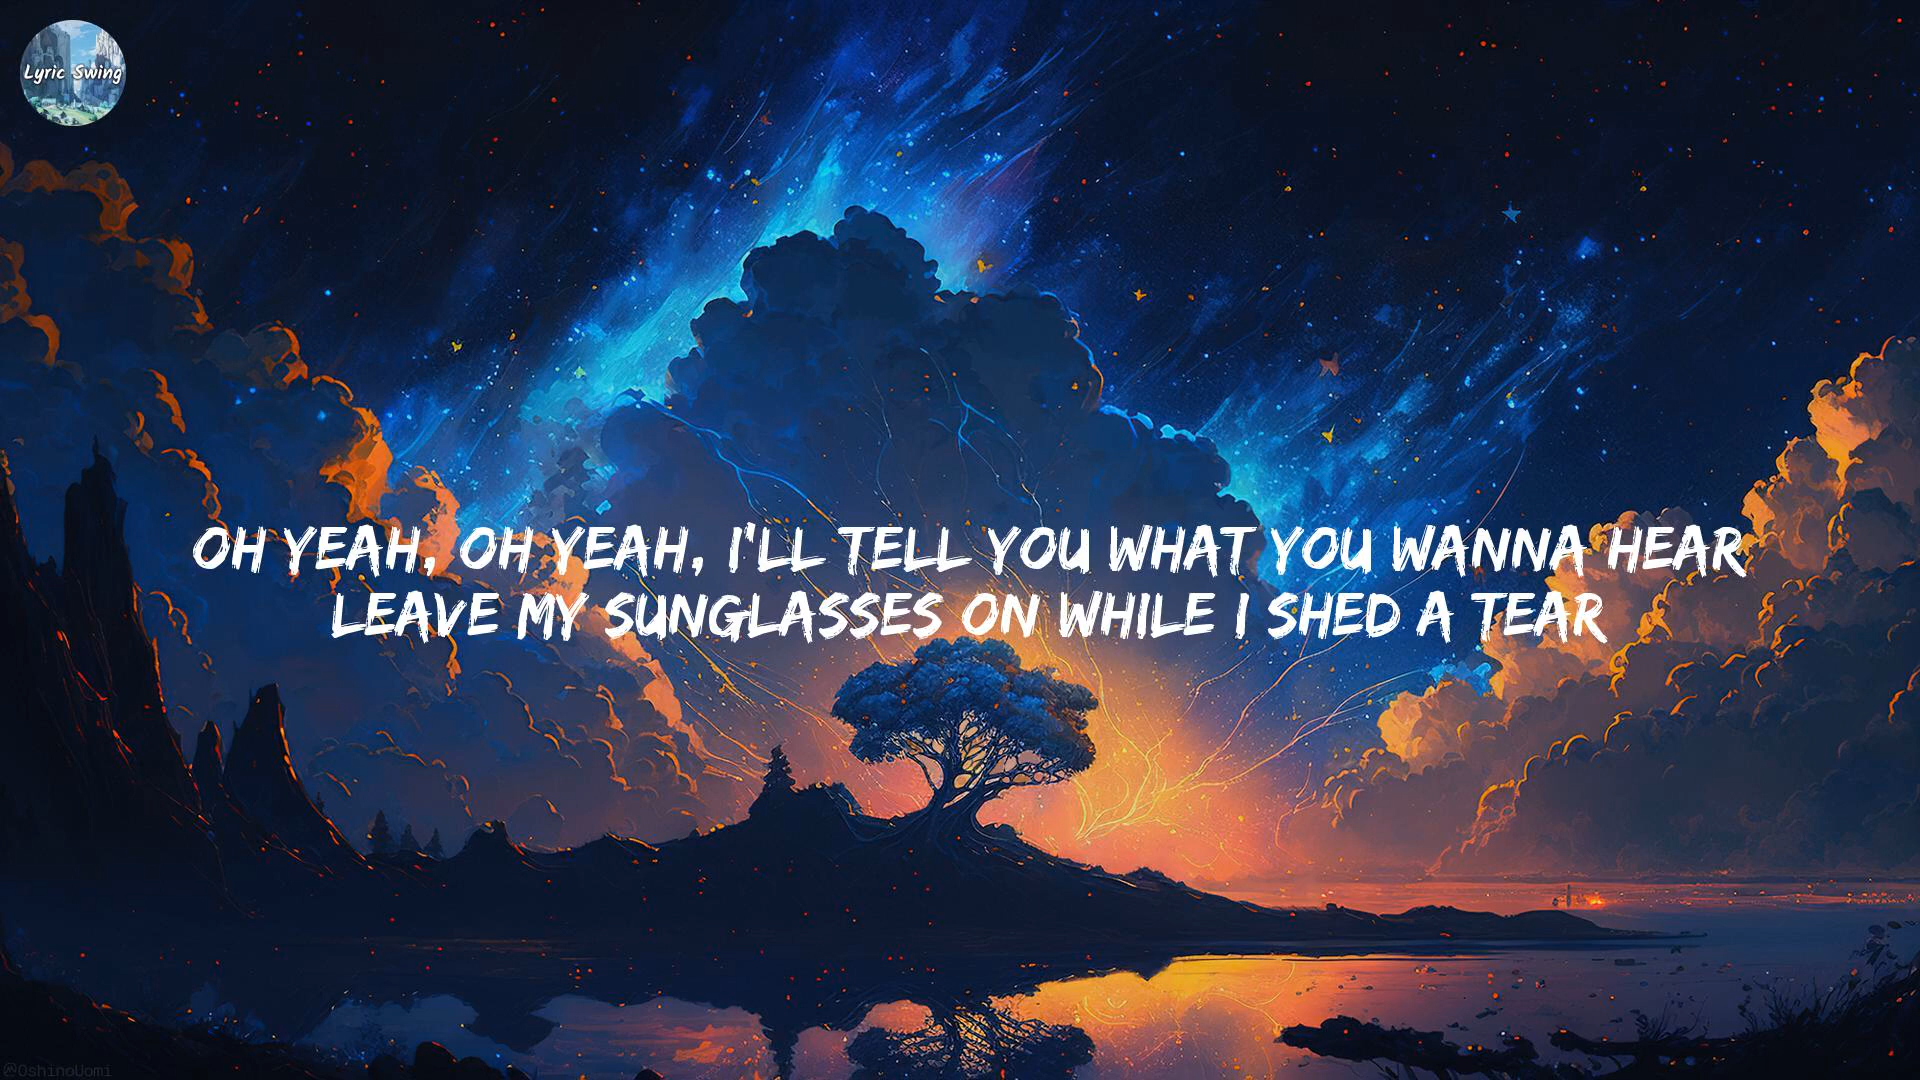 Lyric Swing
OH YEAH, OH YEAH, I'LL TELL YOU WHAT YOU WANNA HEAR
LEAVE MY SUNGLASSES ON WHILE I SHED A TEAR
@OshinoUomi